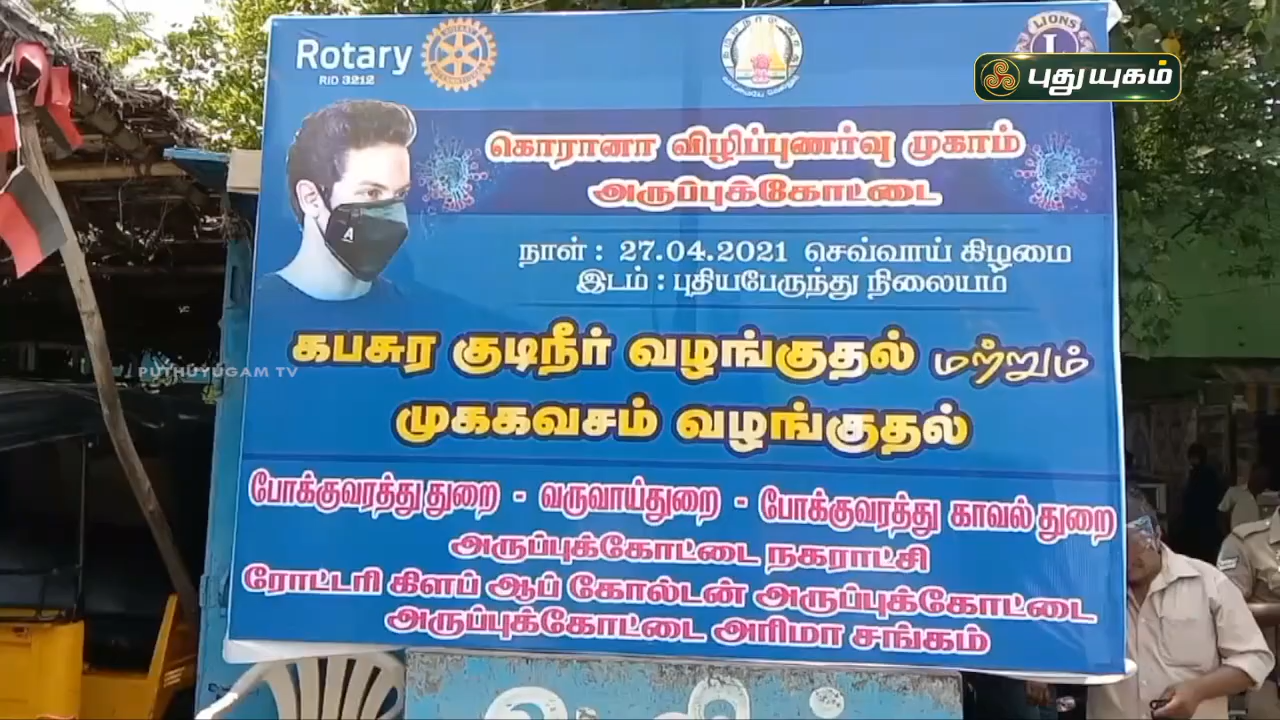 Rotary
RID 3212
LIONS
L
புதுயுகம்
கொரானா விழிப்புணர்வு முகாம்
அருப்புக்கோட்டை
நாள் : 27.04.2021 செவ்வாய் கிழமை
இடம் : புதியபேருந்து நிலையம்
கபசுர குடிநீர் வழங்குதல் மற்றும்
PUTHUYUGAM TV
முககவசம் வழங்குதல்
போக்குவரத்து துறை - வருவாய்துறை - போக்குவரத்து காவல் துறை
அருப்புக்கோட்டை நகராட்சி
ரோட்டரி கிளப் ஆப் கோல்டன் அருப்புக்கோட்டை
அருப்புக்கோட்டை அரிமா சங்கம்